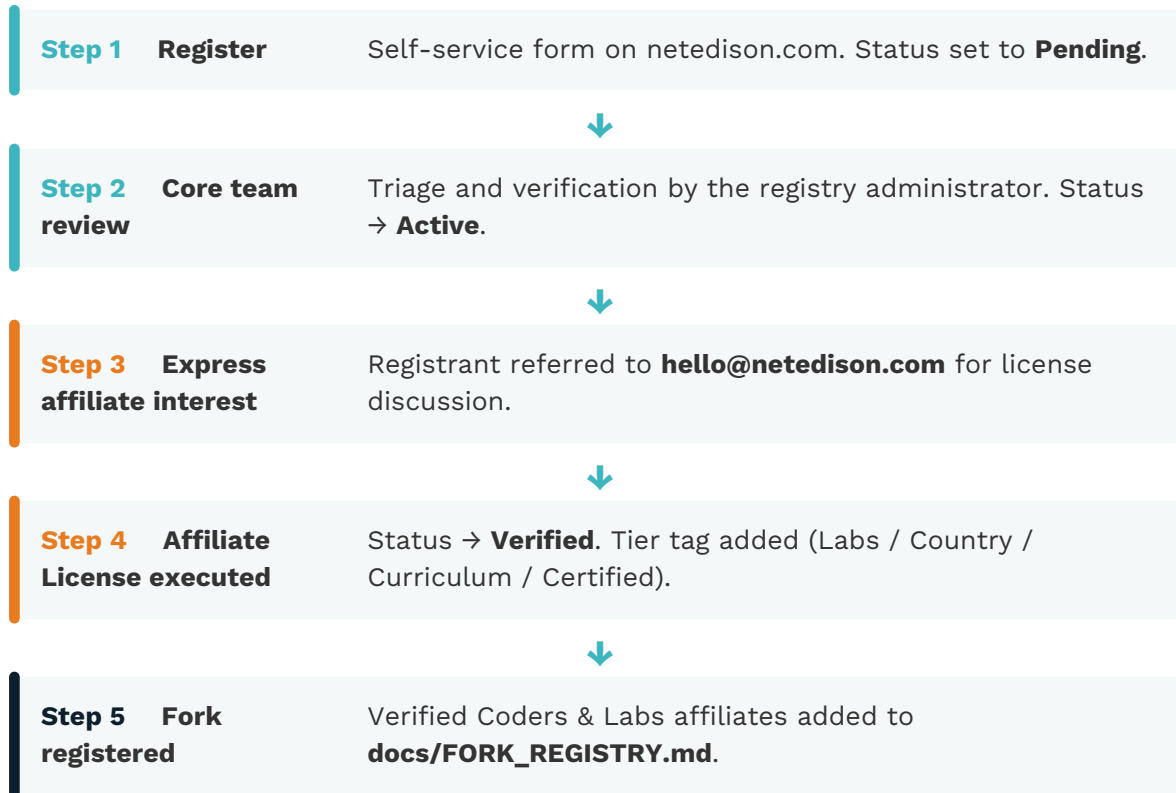 Step 1 Register Self-service form on netedison.com. Status set to Pending.
Step 2 Core team Triage and verification by the registry administrator. Status
review → Active.
Step 3 Express Registrant referred to hello@netedison.com for license
affiliate interest discussion.
Step 4 Affiliate Status → Verified. Tier tag added (Labs / Country /
License executed Curriculum / Certified).
Step 5 Fork Verified Coders & Labs affiliates added to
registered docs/FORK_REGISTRY.md.